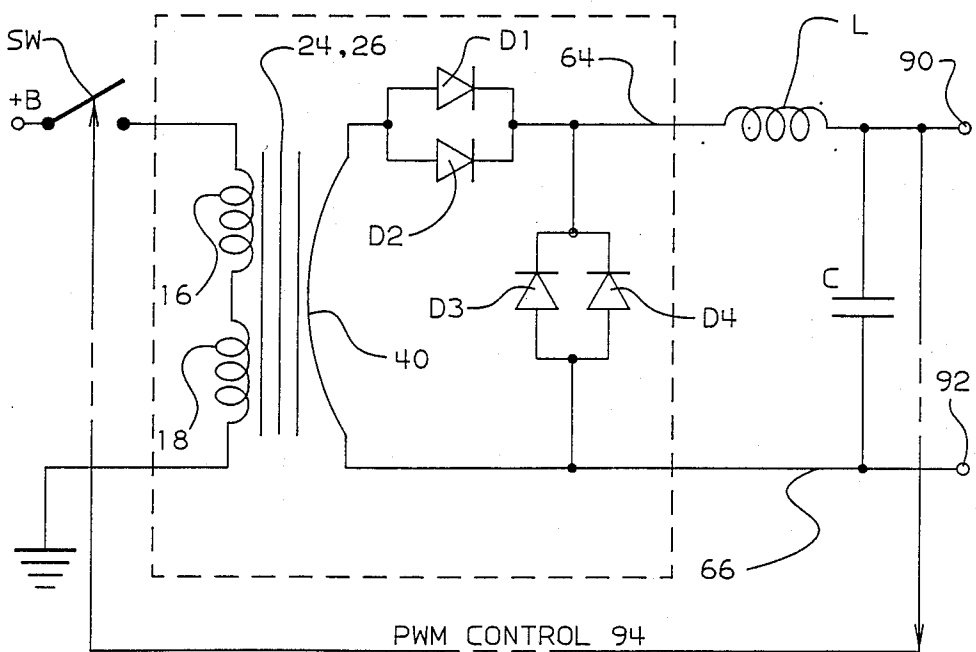 SW
24,26
D1
L
64
90
+B
D2
16
C
D3
D4
40
92
18
66
PWM CONTROL 94